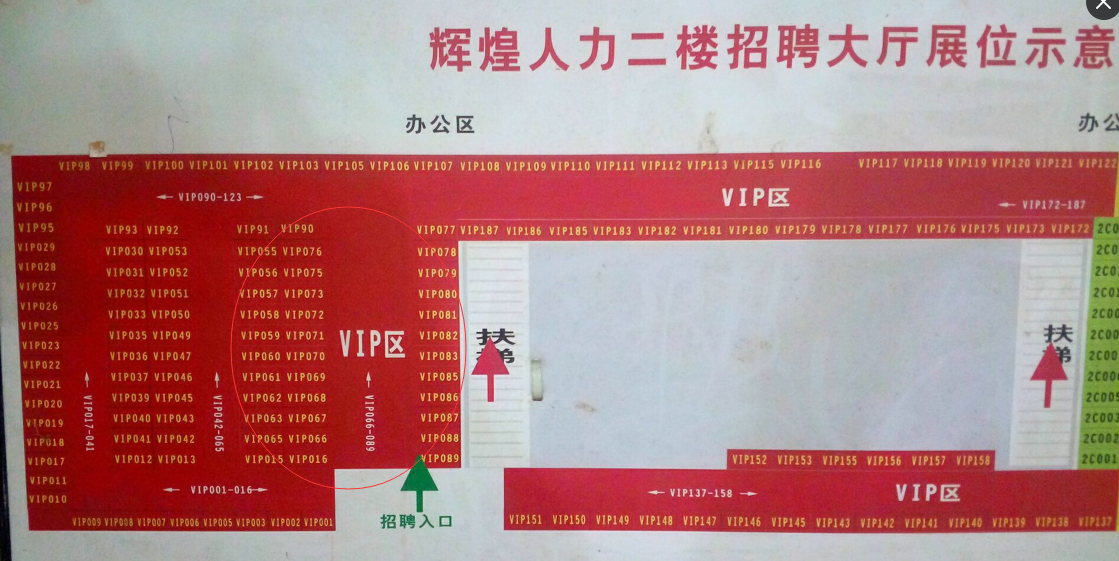 辉煌人力二楼招聘大厅展位示意
办公区
办公
VIP98 VIP99 VIP100 VIP101 VIP102 VIP103 VIP105 VIP106 VIP107 VIP108 VIP109 VIP110 VIP111 VIP112 VIP113 VIP115 VIP116 VIP117 VIP118 VIP119 VIP120 VIP121 VIP122
VIP97
VIP090-123
VIP区
VIP96
VIP172-187
VIP95 VIP93 VIP92 VIP91 VIP90 VIP077 VIP187 VIP186 VIP185 VIP183 VIP182 VIP181 VIP180 VIP179 VIP178 VIP177 VIP176 VIP175 VIP173 VIP172
VIP029 VIP030 VIP053 VIP055 VIP076 VIP078
VIP028 VIP031 VIP052 VIP056 VIP075 VIP079
VIP027 VIP032 VIP051 VIP057 VIP073 VIP080
VIP026 VIP033 VIP050 VIP058 VIP072 VIP081
VIP025 VIP035 VIP049 VIP059 VIP071 VIP082
VIP区
扶梯
扶梯
VIP023 VIP036 VIP047 VIP060 VIP070 VIP083
VIP022 VIP037 VIP046 VIP061 VIP069 VIP085
VIP021 VIP039 VIP045 VIP062 VIP068 VIP086
VIP020 VIP040 VIP043 VIP063 VIP067 VIP087
VIP019 VIP041 VIP042 VIP065 VIP066 VIP088 2C002
VIP018 VIP012 VIP013 VIP015 VIP016 VIP089 2C001
VIP017-041
VIP042-065
VIP066-089
VIP017
VIP011
VIP010
VIP001-016
VIP152 VIP153 VIP155 VIP156 VIP157 VIP158
VIP137-158
VIP区
VIP009 VIP008 VIP007 VIP006 VIP005 VIP003 VIP002 VIP001
招聘入口
VIP151 VIP150 VIP149 VIP148 VIP147 VIP146 VIP145 VIP143 VIP142 VIP141 VIP140 VIP139 VIP138 VIP137